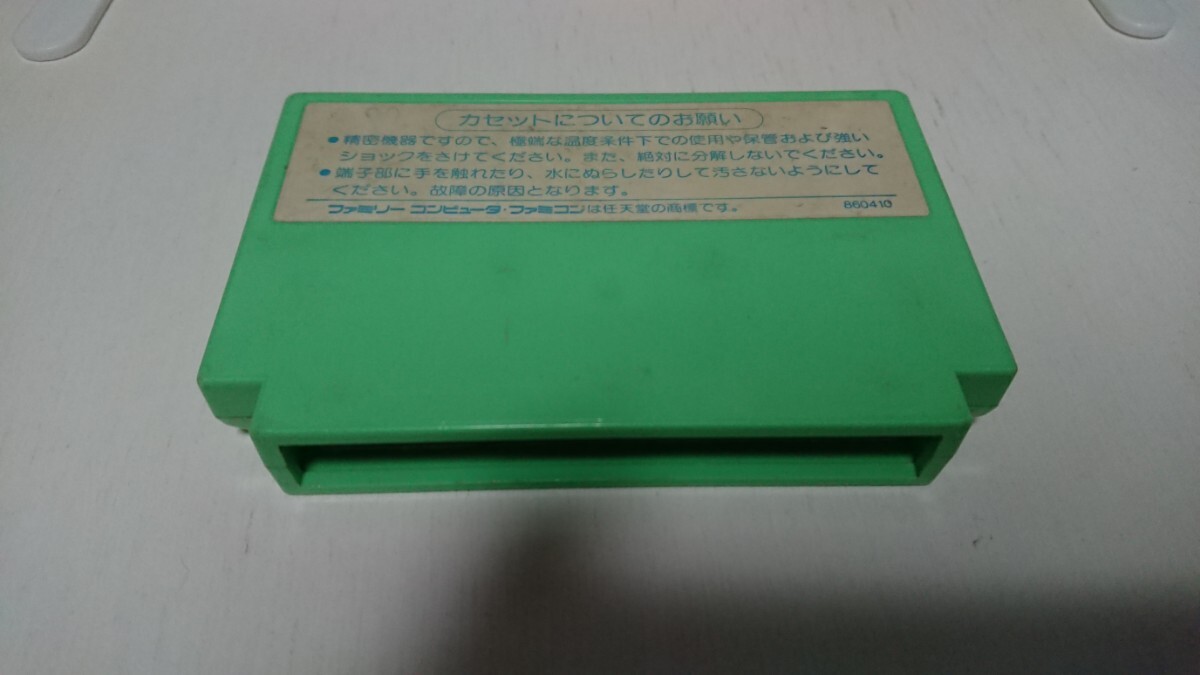 カセットについてのお願い
●精密機器ですので、極端な温度条件下での使用や保管および強い
ショックをさけてください。また、絶対に分解しないでください。
●端子部に手を触れたり、水にぬらしたりして汚さないようにして
ください。故障の原因となります。
ファミリー コンピュータ・ファミコンは任天堂の商標です。 860410